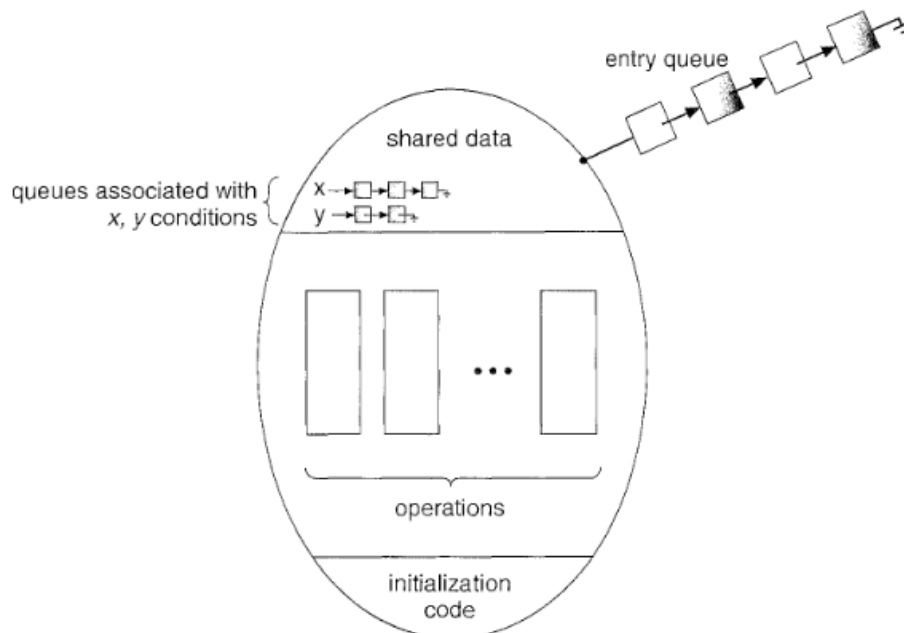 entry queue
shared data
queues associated with
x, y conditions
x
y
operations
initialization
code